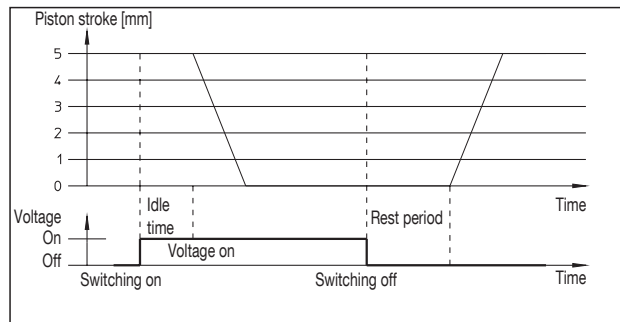 Piston stroke [mm]
5
4
3
2
1
0
Time
Idle
time
Rest period
Voltage
On
Off
Voltage on
Time
Switching on
Switching off